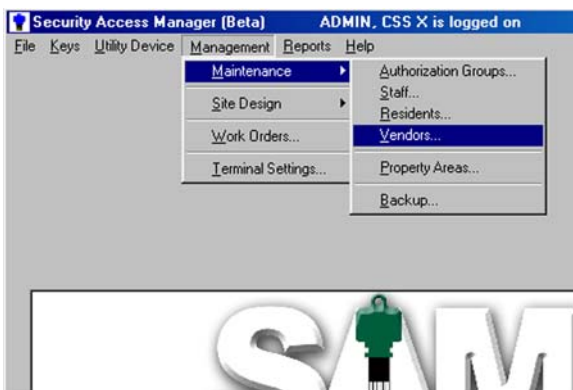 Security Access Manager (Beta) ADMIN, CSS X is logged on
File Keys Utility Device Management Reports Help
Maintenance
Site Design
Work Orders...
Terminal Settings...
Authorization Groups...
Staff...
Residents...
Vendors...
Property Areas...
Backup...
SAM